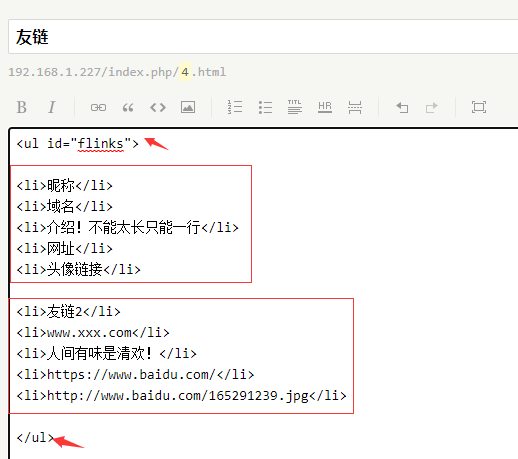 友链
192.168.1.227/index.php/4.html
B I TITL HR
<ul id="flinks">
<li>昵称</li>
<li>域名</li>
<li>介绍！不能太长只能一行</li>
<li>网址</li>
<li>头像链接</li>
<li>友链2</li>
<li>www.xxx.com</li>
<li>人间有味是清欢！</li>
<li>https://www.baidu.com/</li>
<li>http://www.baidu.com/165291239.jpg</li>
</ul>